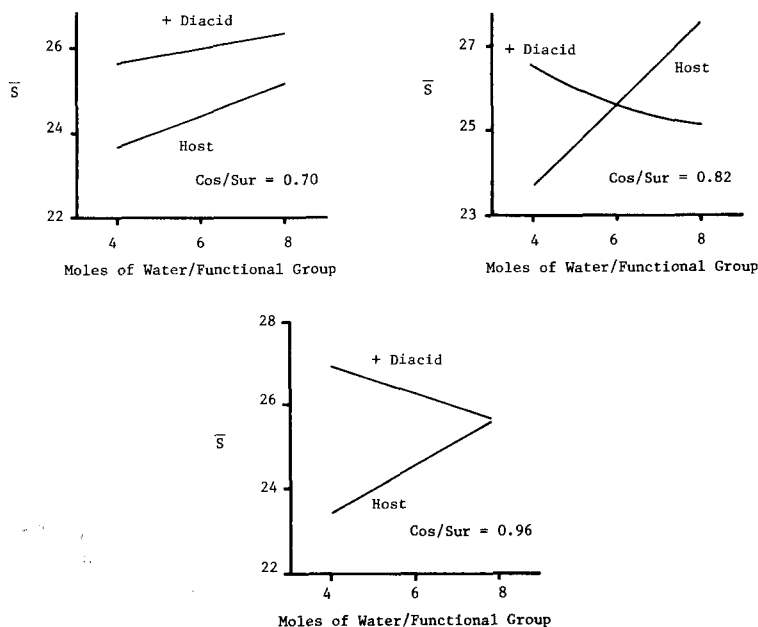 + Diacid
26
S̅
24
Host
Cos/Sur = 0.70
22
4 6 8
Moles of Water/Functional Group
27
+ Diacid
S̅
Host
25
Cos/Sur = 0.82
23
4 6 8
Moles of Water/Functional Group
28
+ Diacid
26
S̅
24
Host
Cos/Sur = 0.96
22
4 6 8
Moles of Water/Functional Group